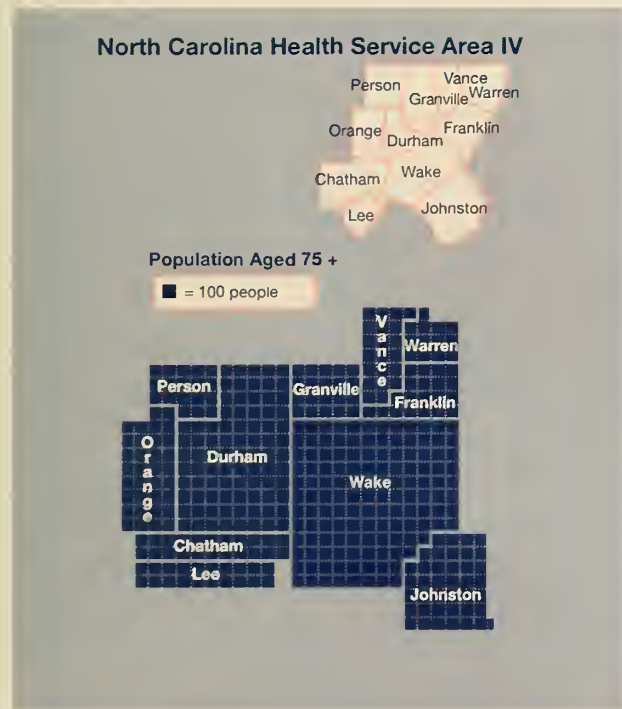 North Carolina Health Service Area IV
Person
Vance
Granville
Warren
Orange
Durham
Franklin
Chatham
Wake
Lee
Johnston
Population Aged 75 +
= 100 people
Vance
Warren
Person
Granville
Franklin
Orange
Durham
Wake
Chatham
Lee
Johnston